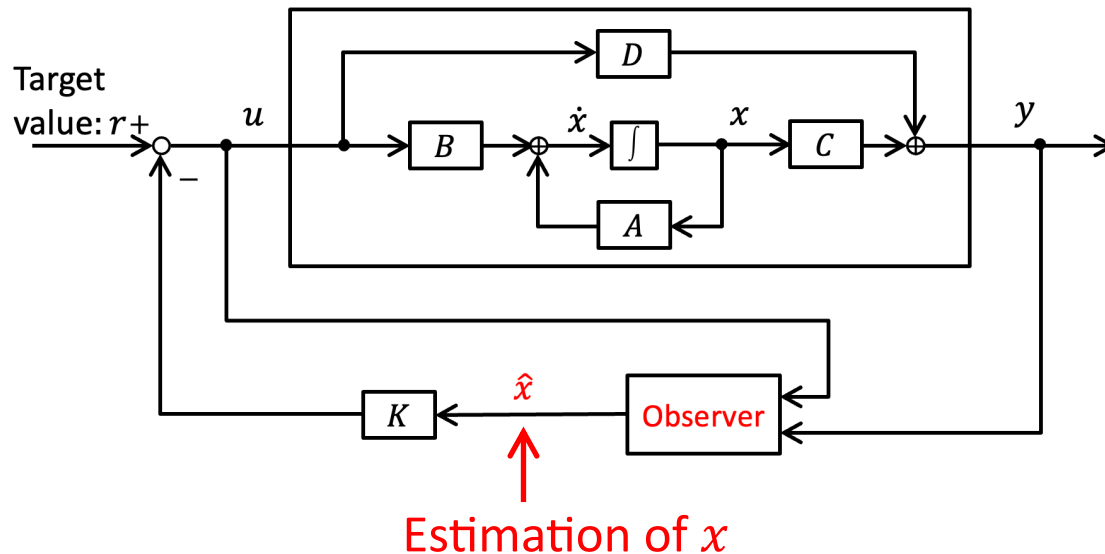 D
Target
value: r+
u
B
ẋ
∫
x
C
y
−
A
x̂
K
Observer
Estimation of x